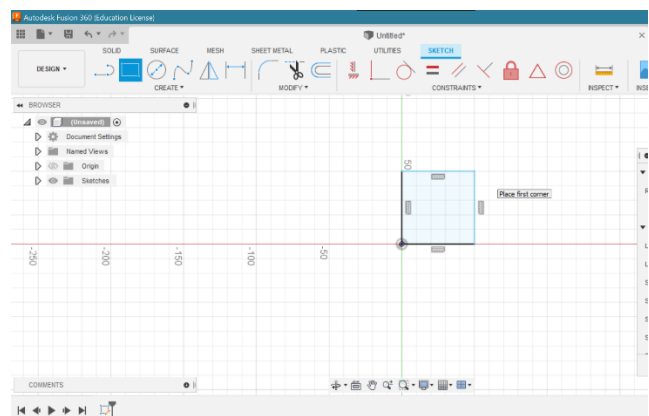 Autodesk Fusion 360 (Education License)
Untitled*
SOLID SURFACE MESH SHEET METAL PLASTIC UTILITIES SKETCH
DESIGN
CREATE MODIFY CONSTRAINTS INSPECT INSE
BROWSER
(Unsaved)
Document Settings
Named Views
Origin
Sketches
50
Place first corner
-250
-200
-150
-100
-50
COMMENTS